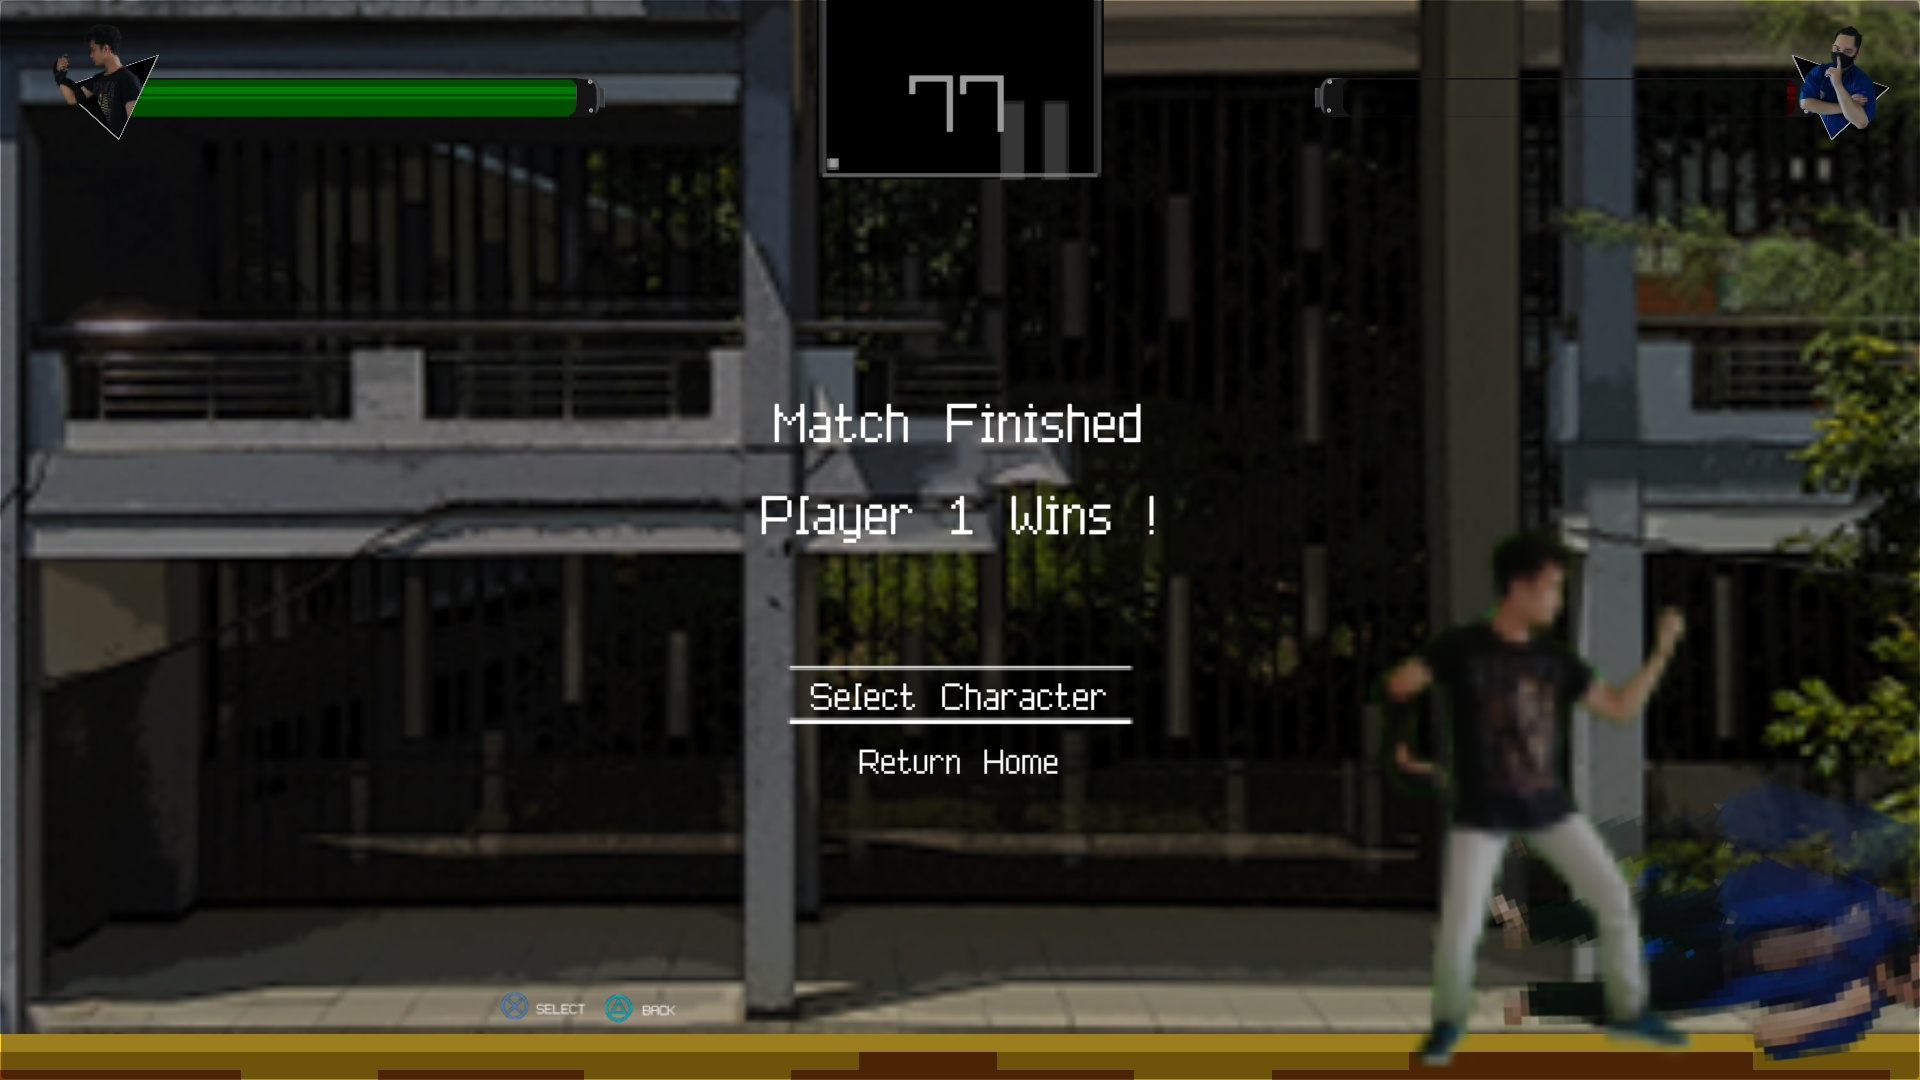 77
Match Finished
Player 1 Wins !
Select Character
Return Home
SELECT BACK